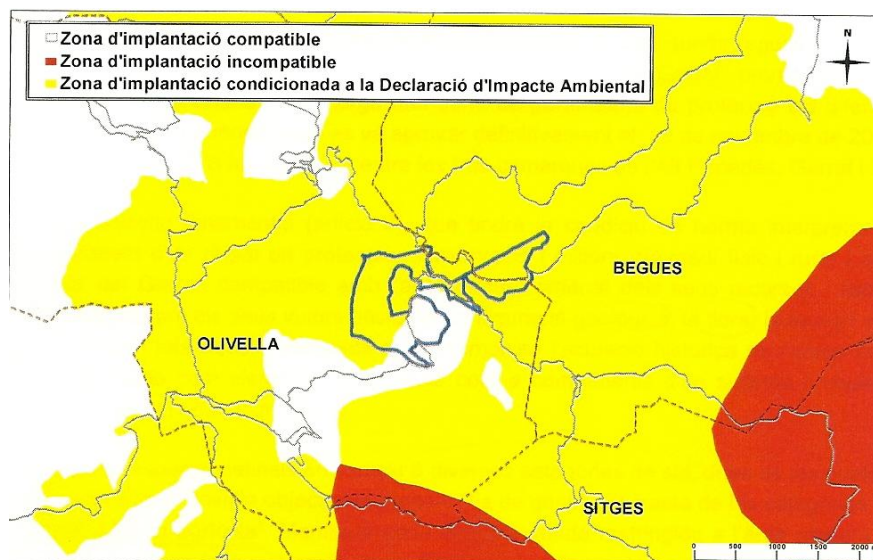 Zona d'implantació compatible
Zona d'implantació incompatible
Zona d'implantació condicionada a la Declaració d'Impacte Ambiental
N
BEGUES
OLIVELLA
SITGES
0 500 1000 1500 2000